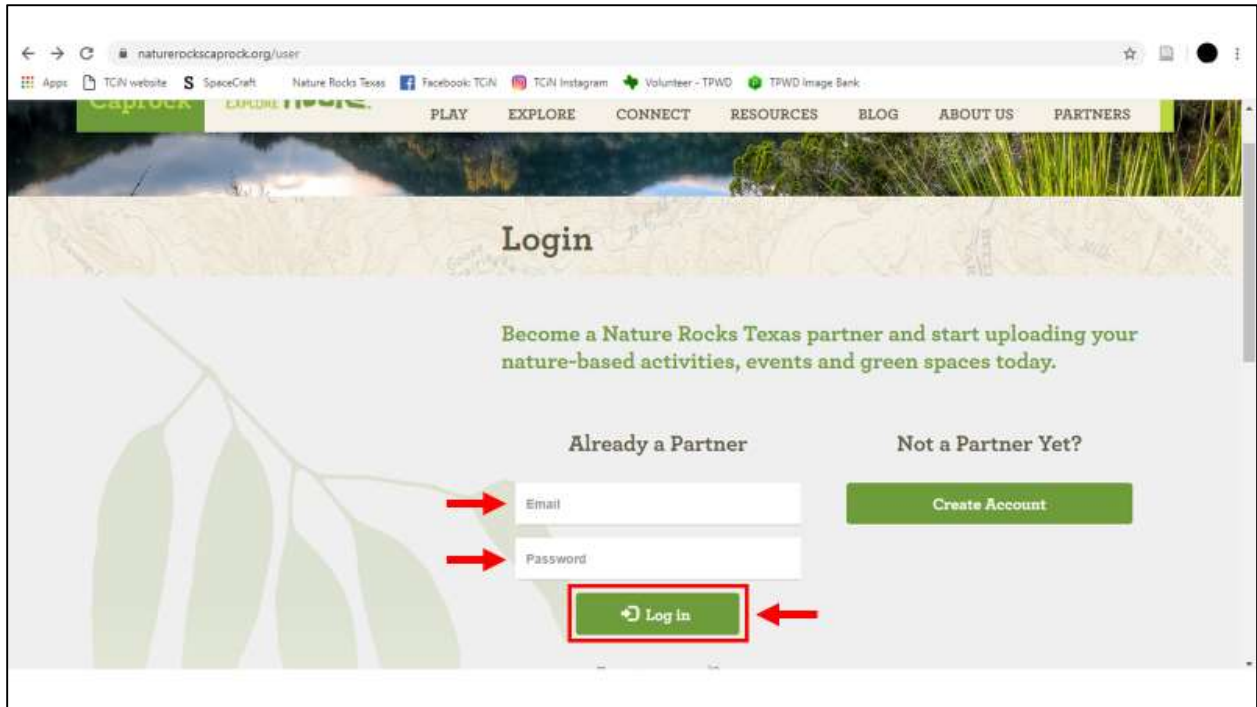 naturerockscaprock.org/user
Apps TCiN website S SpaceCraft Nature Rocks Texas Facebook: TCiN TCiN Instagram Volunteer - TPWD TPWD Image Bank
Caprock EXPLORE PLAY EXPLORE CONNECT RESOURCES BLOG ABOUT US PARTNERS
Login
Become a Nature Rocks Texas partner and start uploading your
nature-based activities, events and green spaces today.
Already a Partner
Not a Partner Yet?
Email
Create Account
Password
Log in